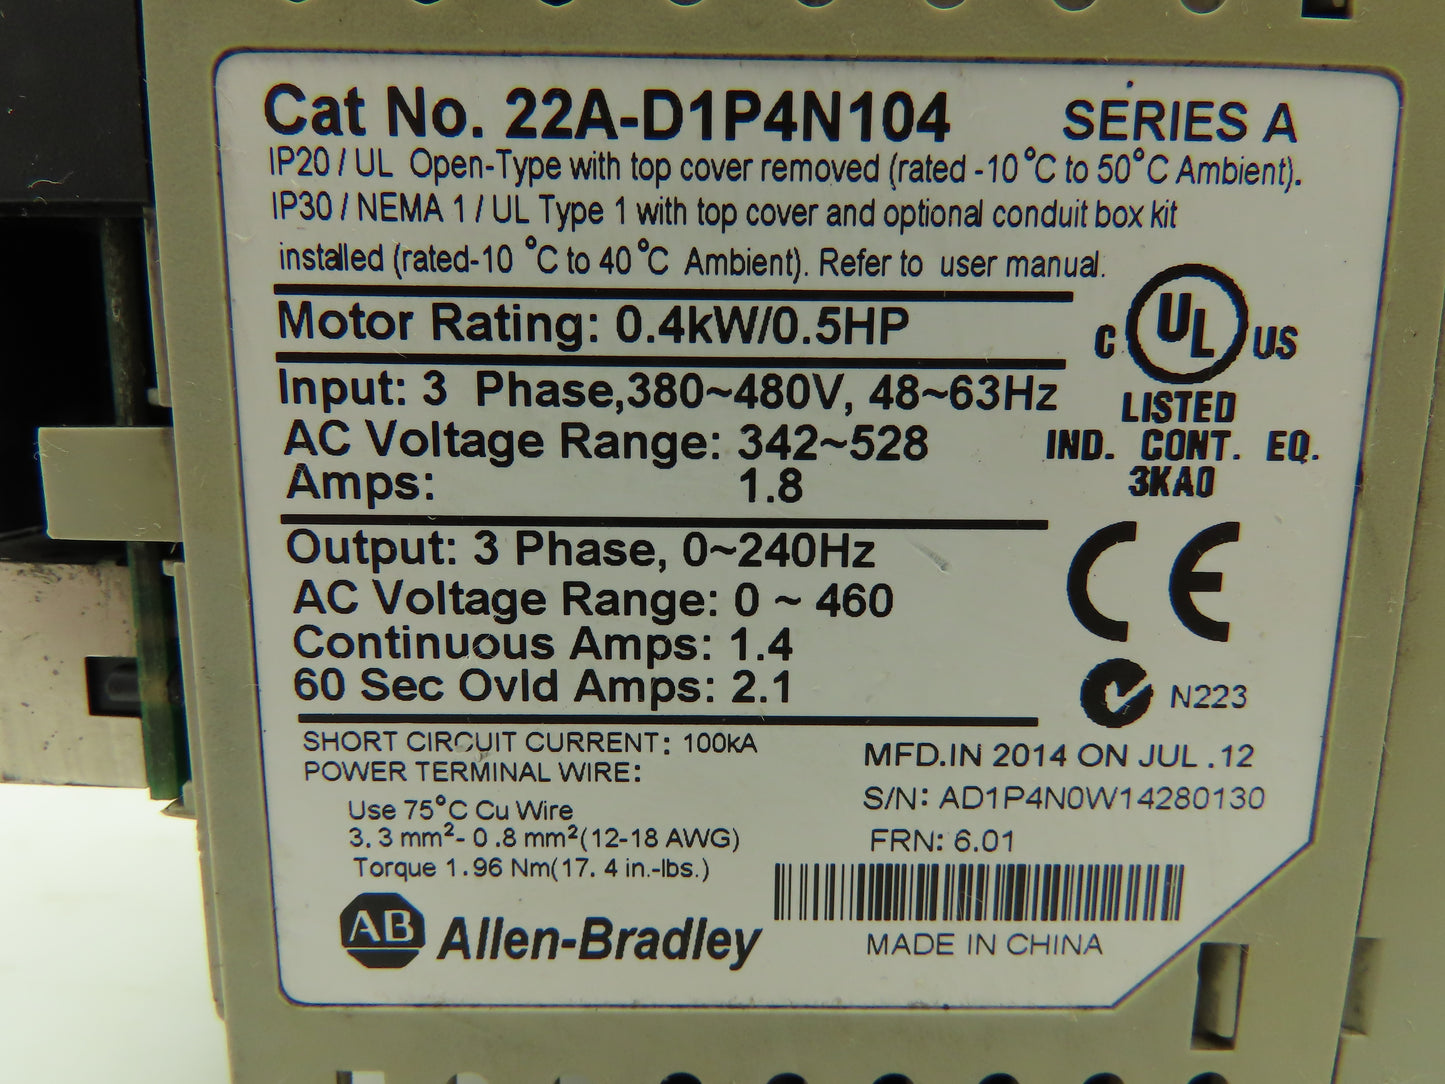 Cat No. 22A-D1P4N104 SERIES A
IP20 / UL Open-Type with top cover removed (rated -10°C to 50°C Ambient).
IP30 / NEMA 1 / UL Type 1 with top cover and optional conduit box kit
installed (rated-10 °C to 40°C Ambient). Refer to user manual.
Motor Rating: 0.4kW/0.5HP
Input: 3 Phase,380~480V, 48~63Hz
AC Voltage Range: 342~528
Amps: 1.8
C UL US
LISTED
IND. CONT. EQ.
3KA0
Output: 3 Phase, 0~240Hz
AC Voltage Range: 0 ~ 460
Continuous Amps: 1.4
60 Sec Ovld Amps: 2.1
CE
N223
SHORT CIRCUIT CURRENT: 100kA
POWER TERMINAL WIRE:
Use 75°C Cu Wire
3.3 mm²- 0.8 mm²(12-18 AWG)
Torque 1.96 Nm(17.4 in.-lbs.)
MFD.IN 2014 ON JUL .12
S/N: AD1P4N0W14280130
FRN: 6.01
AB Allen-Bradley
MADE IN CHINA